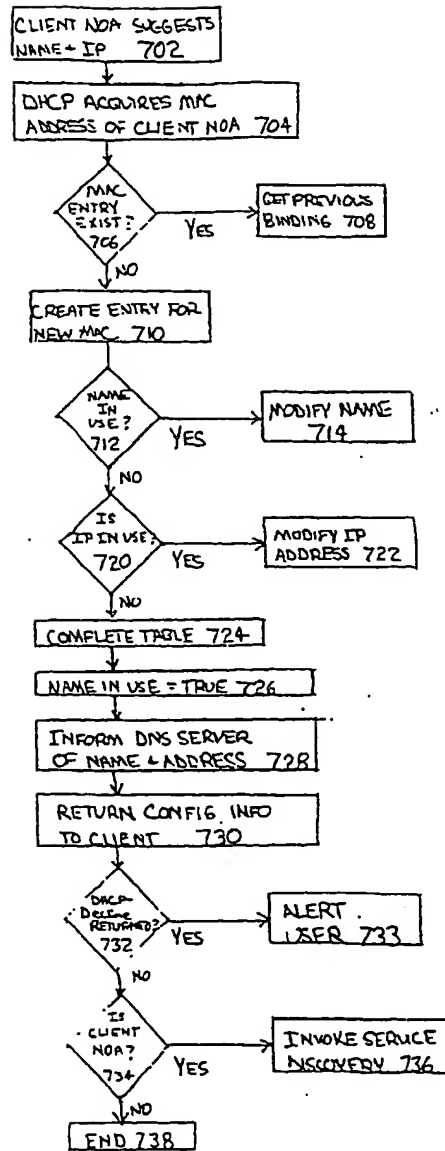 CLIENT NOA SUGGESTS
NAME + IP 702
DHCP ACQUIRES MAC
ADDRESS OF CLIENT NOA 704
MAC
ENTRY
EXIST?
706
YES
GET PREVIOUS
BINDING 708
NO
CREATE ENTRY FOR
NEW MAC 710
NAME
IN
USE?
712
YES
MODIFY NAME
714
NO
IS
IP IN USE?
720
YES
MODIFY IP
ADDRESS 722
NO
COMPLETE TABLE 724
NAME IN USE = TRUE 726
INFORM DNS SERVER
OF NAME & ADDRESS 728
RETURN CONFIG. INFO
TO CLIENT 730
DHCP
Decline
RETURNED?
732
YES
ALERT
USER 733
NO
IS
CLIENT
NOA?
734
YES
INVOKE SERVICE
DISCOVERY 736
NO
END 738